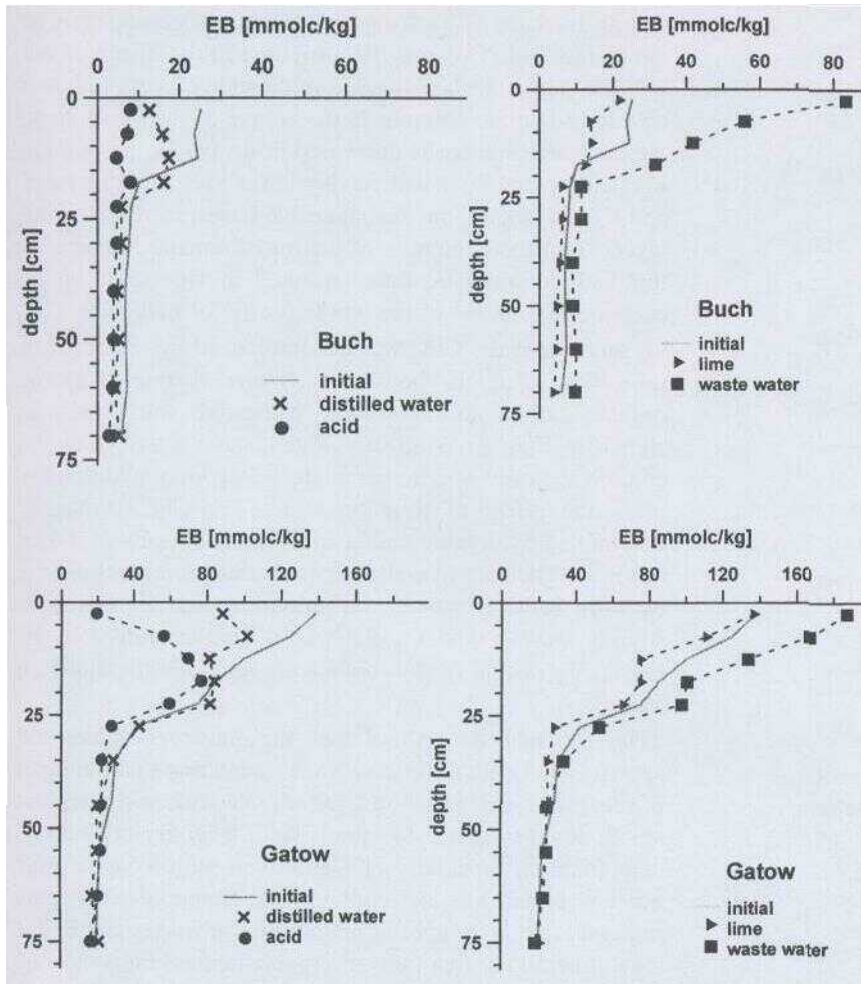 EB [mmolc/kg]
0 20 40 60 80
0
25
50
75
depth [cm]
Buch
initial
distilled water
acid
EB [mmolc/kg]
0 20 40 60 80
0
25
50
75
depth [cm]
Buch
initial
lime
waste water
EB [mmolc/kg]
0 40 80 120 160
0
25
50
75
depth [cm]
Gatow
initial
distilled water
acid
EB [mmolc/kg]
0 40 80 120 160
0
25
50
75
depth [cm]
Gatow
initial
lime
waste water